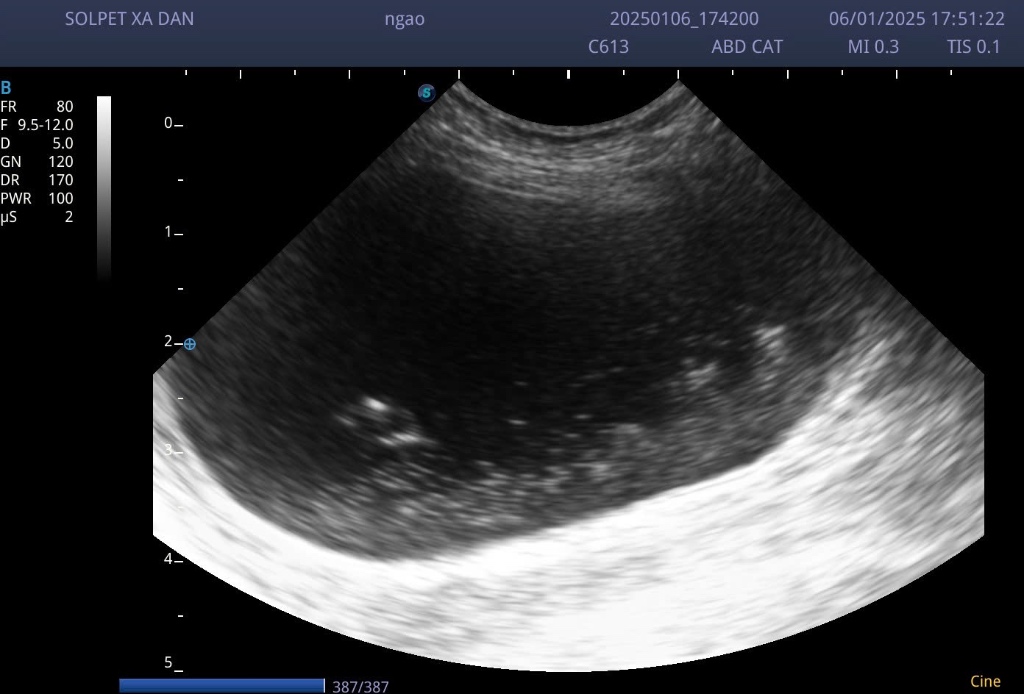 SOLPET XA DAN ngao 20250106_174200 06/01/2025 17:51:22
C613 ABD CAT MI 0.3 TIS 0.1
B
FR 80
F 9.5-12.0
D 5.0
GN 120
DR 170
PWR 100
µS 2
S
0
1
2
3
4
5
387/387
Cine